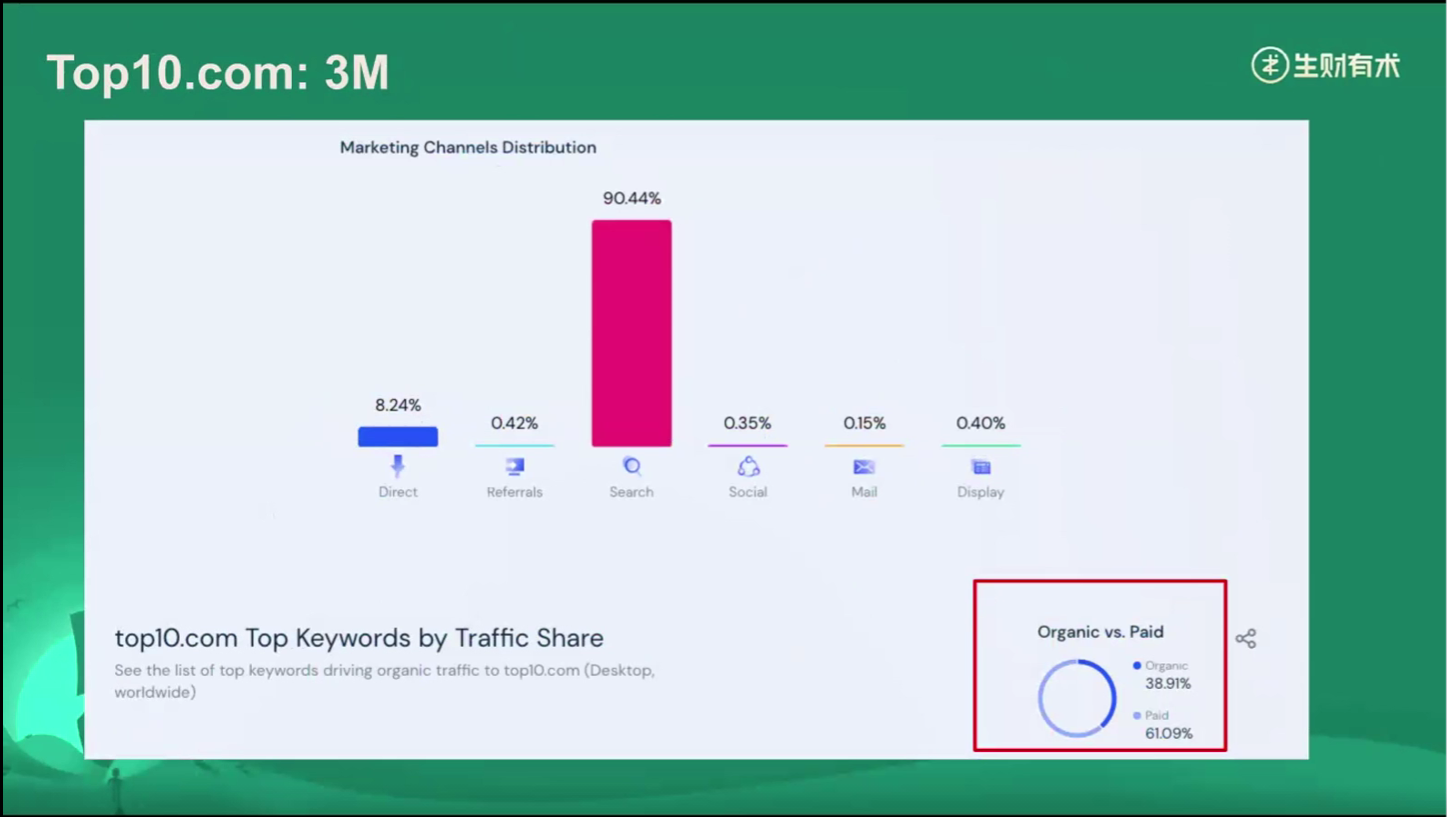 Top10.com: 3M
生财有术
Marketing Channels Distribution
90.44%
8.24%
0.42%
0.35%
0.15%
0.40%
Direct
Referrals
Search
Social
Mail
Display
top10.com Top Keywords by Traffic Share
See the list of top keywords driving organic traffic to top10.com (Desktop,
worldwide)
Organic vs. Paid
Organic
38.91%
Paid
61.09%